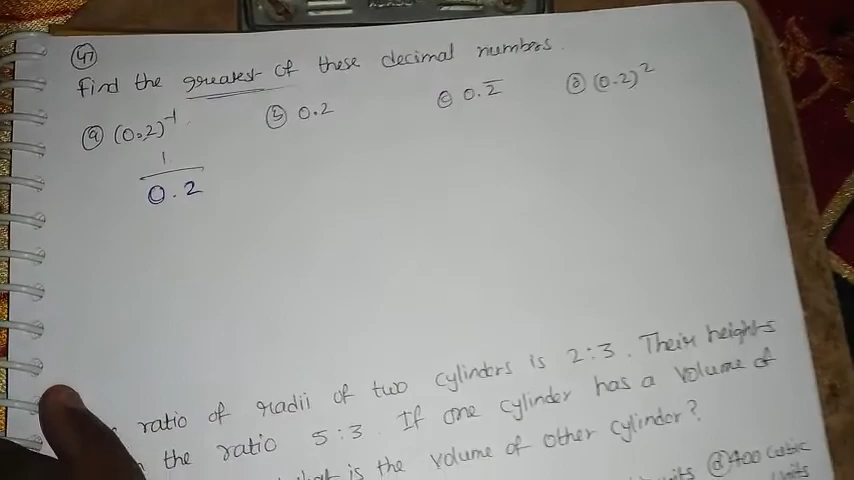 47
Find the greatest of these decimal numbers.
ⓐ (0.2)⁻¹ ⓑ 0.2 ⓒ 0.2̅ ⓓ (0.2)²
1
0.2
ratio of radii of two cylinders is 2:3. Their heights
the ratio 5:3. If one cylinder has a volume of
is the volume of other cylinder?
ⓓ 400 cubic
units